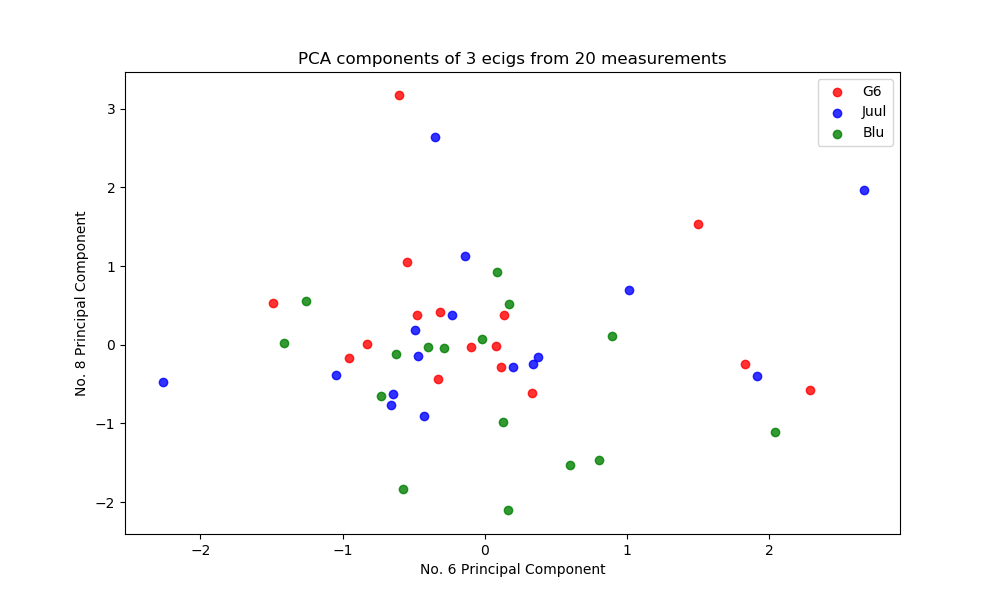 PCA components of 3 ecigs from 20 measurements
G6
Juul
Blu
3
2
1
0
−1
−2
No. 8 Principal Component
−2
−1
0
1
2
No. 6 Principal Component